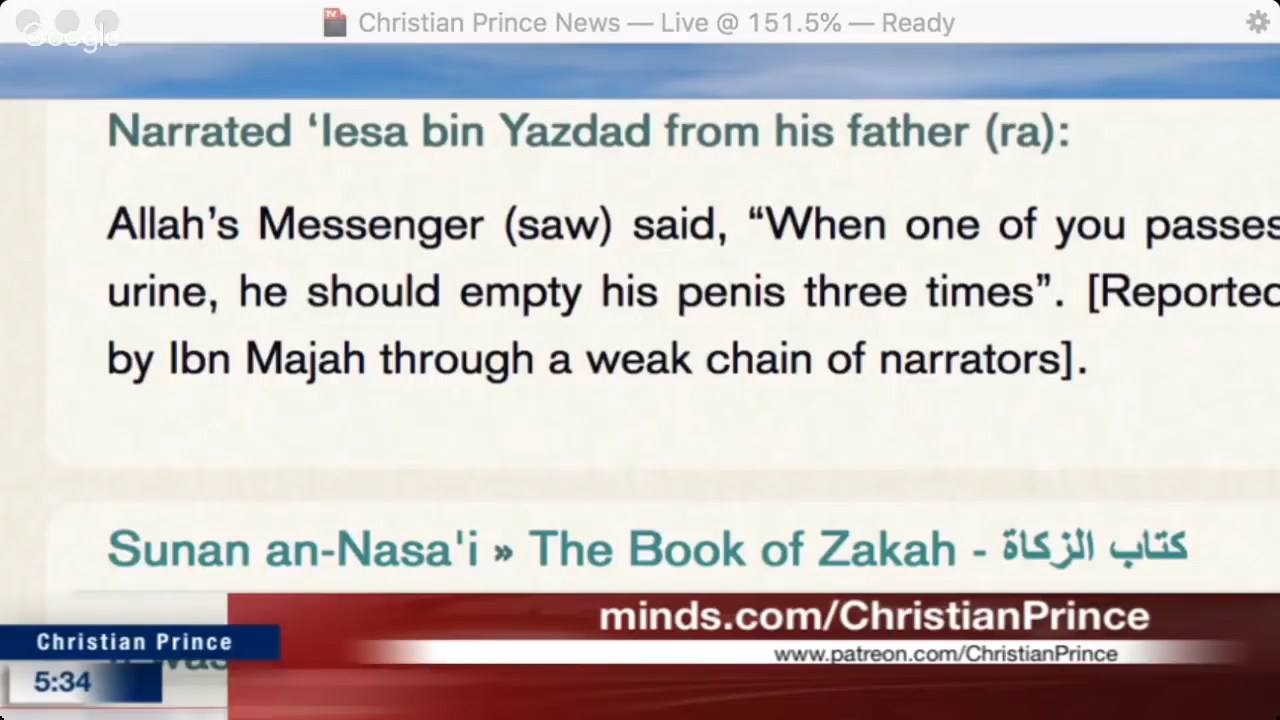 Christian Prince News — Live @ 151.5% — Ready
Google
Narrated ‘Iesa bin Yazdad from his father (ra):
Allah’s Messenger (saw) said, “When one of you passes
urine, he should empty his penis three times”. [Reported
by Ibn Majah through a weak chain of narrators].
Sunan an-Nasa'i » The Book of Zakah - كتاب الزكاة
minds.com/ChristianPrince
Christian Prince
www.patreon.com/ChristianPrince
5:34